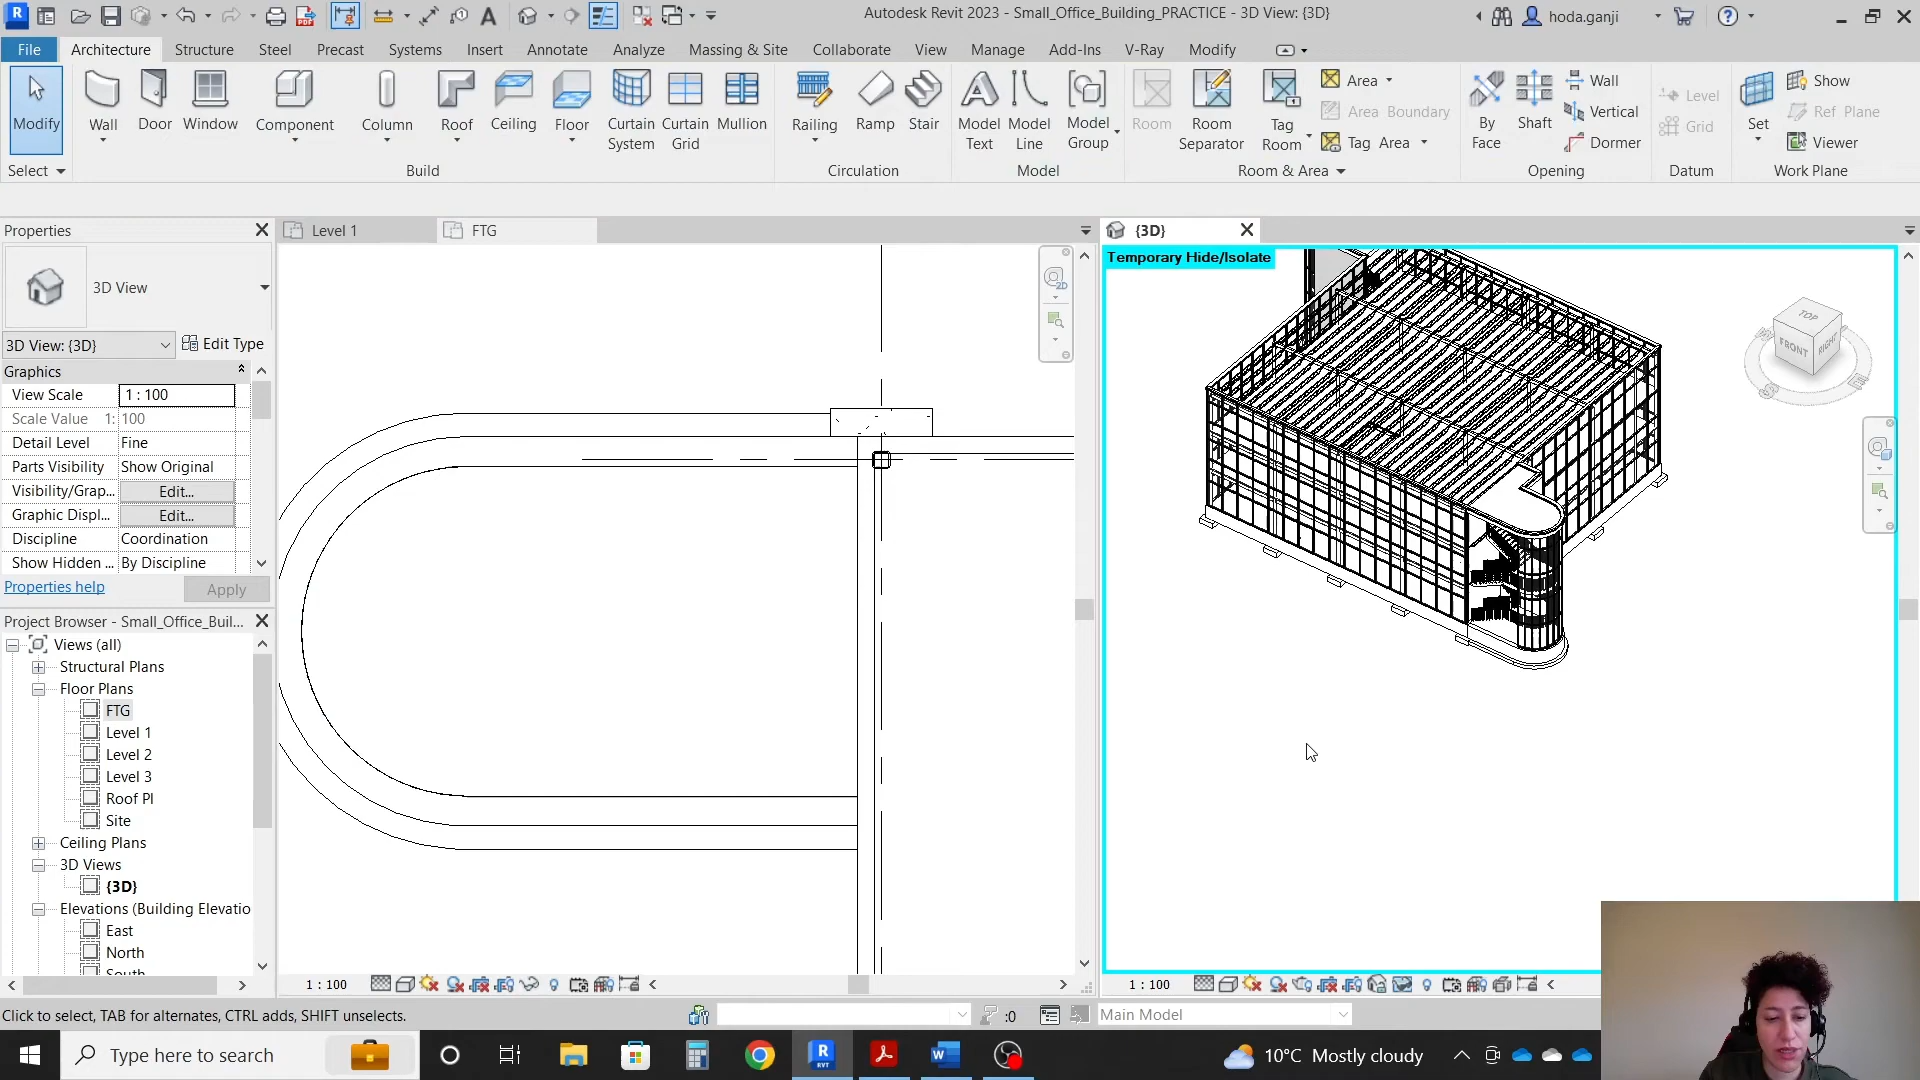 Autodesk Revit 2023 - Small_Office_Building_PRACTICE - 3D View: {3D}
hoda.ganji
File Architecture Structure Steel Precast Systems Insert Annotate Analyze Massing & Site Collaborate View Manage Add-Ins V-Ray Modify
Modify
Wall
Door
Window
Component
Column
Roof
Ceiling
Floor
Curtain System
Curtain Grid
Mullion
Railing
Ramp
Stair
Model Text
Model Line
Model Group
Room
Room Separator
Tag Room
Area
Area Boundary
Tag Area
By Face
Shaft
Wall
Vertical
Dormer
Level
Grid
Set
Show
Ref Plane
Viewer
Select
Build
Circulation
Model
Room & Area
Opening
Datum
Work Plane
Properties
3D View
3D View: {3D}
Edit Type
Graphics
View Scale 1 : 100
Scale Value 1: 100
Detail Level Fine
Parts Visibility Show Original
Visibility/Grap... Edit...
Graphic Displ... Edit...
Discipline Coordination
Show Hidden ... By Discipline
Properties help
Apply
Project Browser - Small_Office_Buil...
Views (all)
Structural Plans
Floor Plans
FTG
Level 1
Level 2
Level 3
Roof Pl
Site
Ceiling Plans
3D Views
{3D}
Elevations (Building Elevatio
East
North
South
Level 1
FTG
2D
1 : 100
{3D}
Temporary Hide/Isolate
TOP
FRONT
RIGHT
1 : 100
Click to select, TAB for alternates, CTRL adds, SHIFT unselects.
:0
Main Model
Type here to search
10°C Mostly cloudy